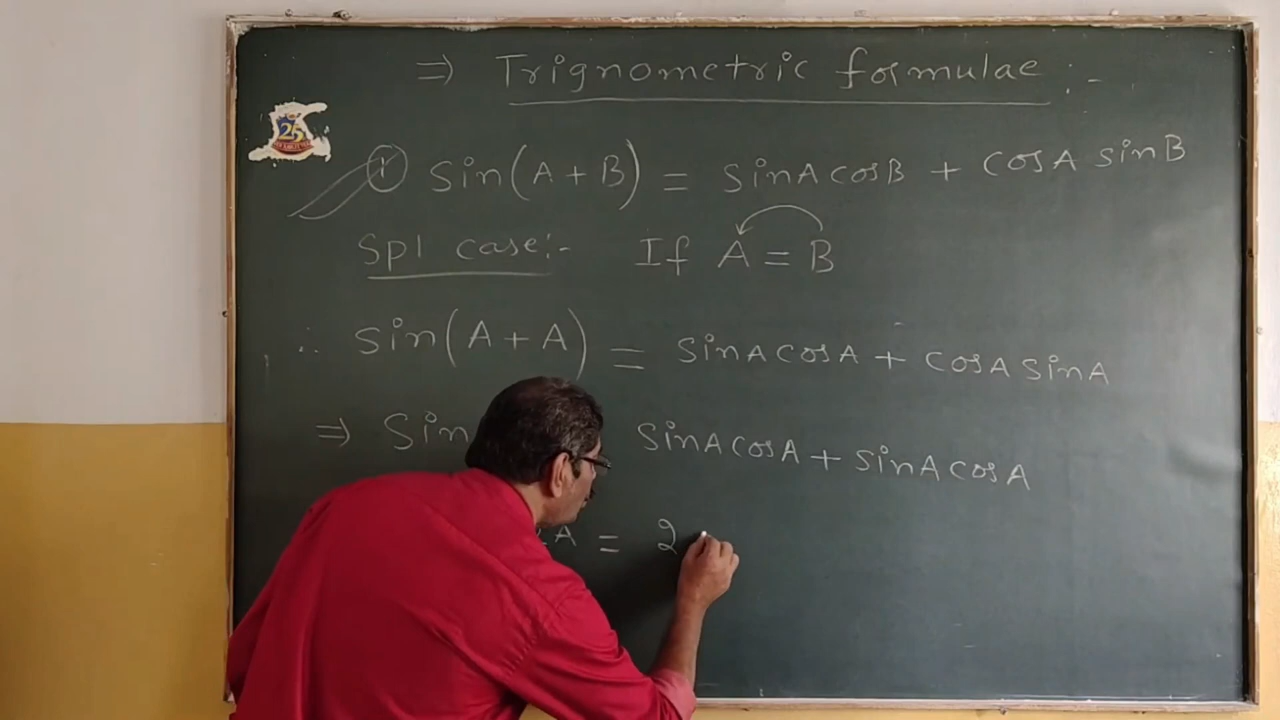 ⇒ Trignometric formulae :-
25
① Sin(A + B) = sinA cosB + cosA sinB
Spl case:- If A = B
∴ Sin(A + A) = sinA cosA + cosA sinA
⇒ Sin sinA cosA + sinA cosA
A = 2